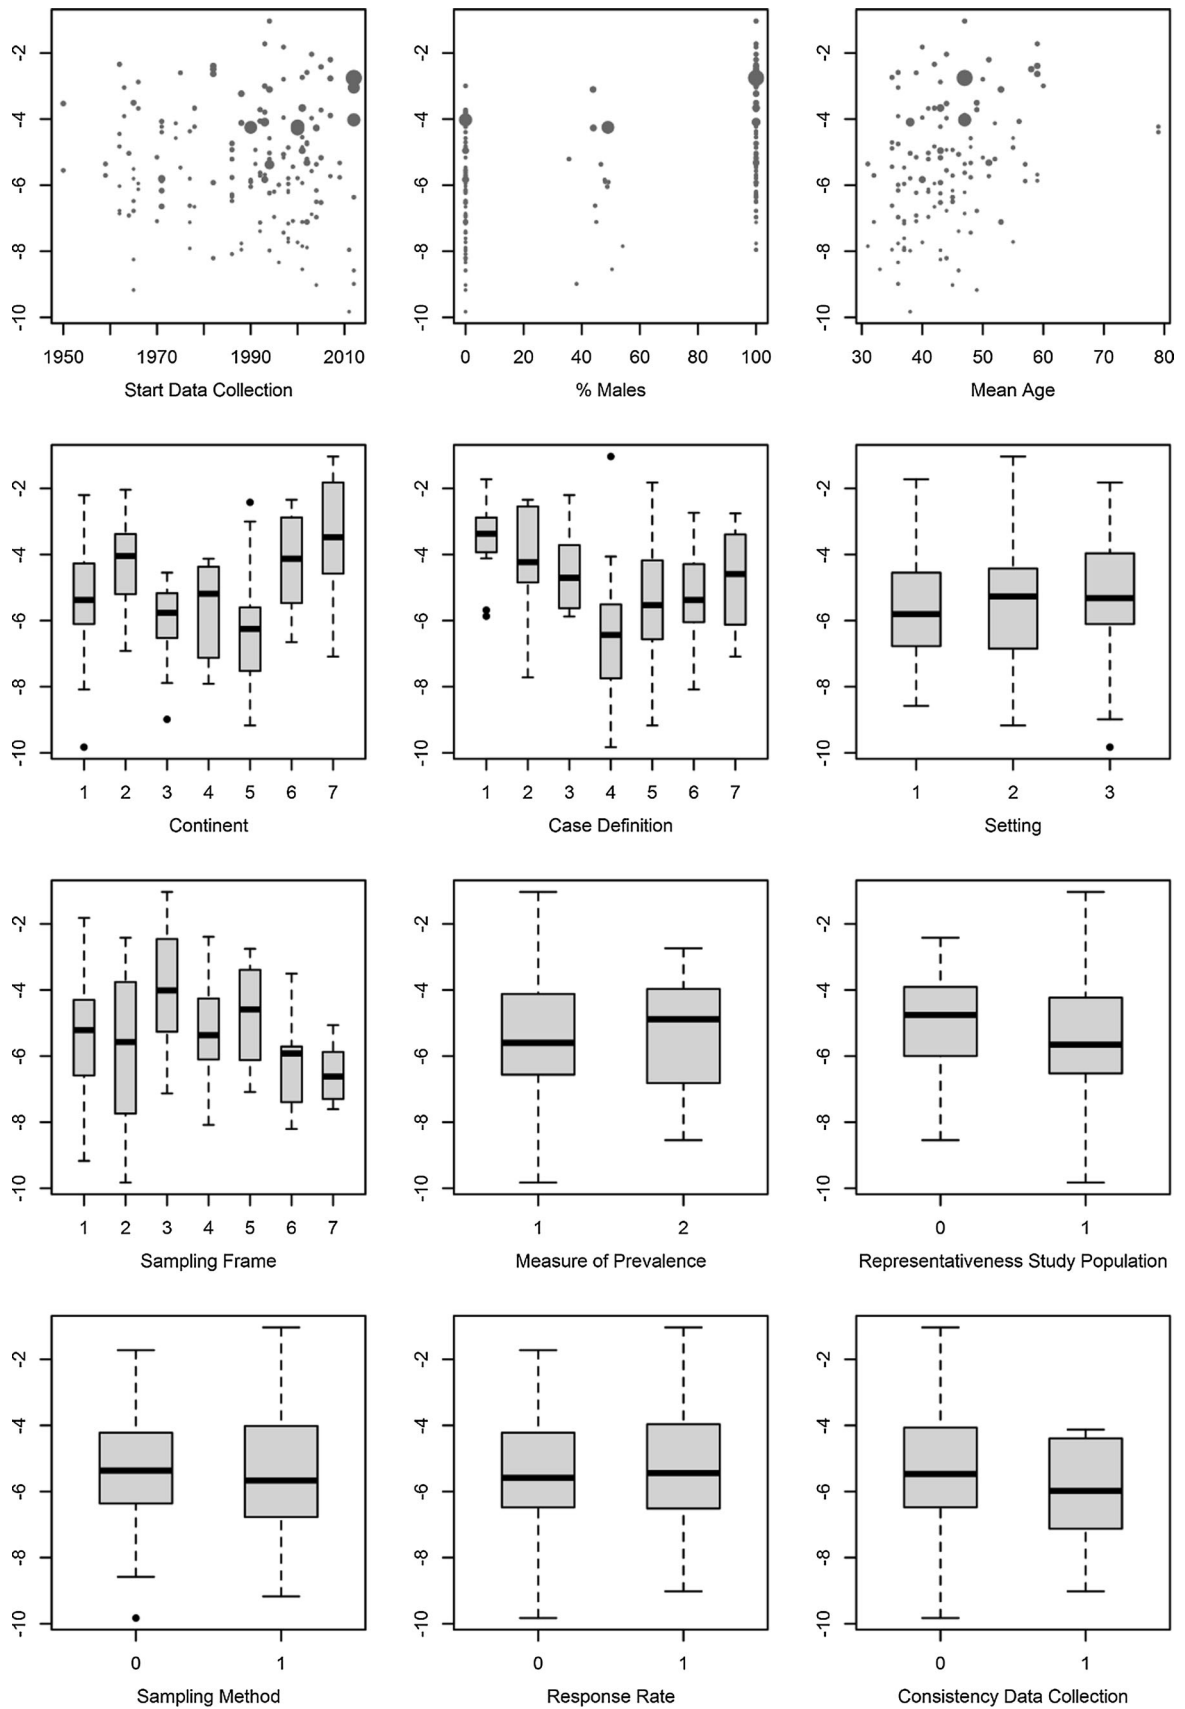 -2 -2 -2
-4 -4 -4
-6 -6 -6
-8 -8 -8
-10 -10 -10
1950 1970 1990 2010 0 20 40 60 80 100 30 40 50 60 70 80
Start Data Collection % Males Mean Age
-2 -2 -2
-4 -4 -4
-6 -6 -6
-8 -8 -8
-10 -10 -10
1 2 3 4 5 6 7 1 2 3 4 5 6 7 1 2 3
Continent Case Definition Setting
-2 -2 -2
-4 -4 -4
-6 -6 -6
-8 -8 -8
-10 -10 -10
1 2 3 4 5 6 7 1 2 0 1
Sampling Frame Measure of Prevalence Representativeness Study Population
-2 -2 -2
-4 -4 -4
-6 -6 -6
-8 -8 -8
-10 -10 -10
0 1 0 1 0 1
Sampling Method Response Rate Consistency Data Collection